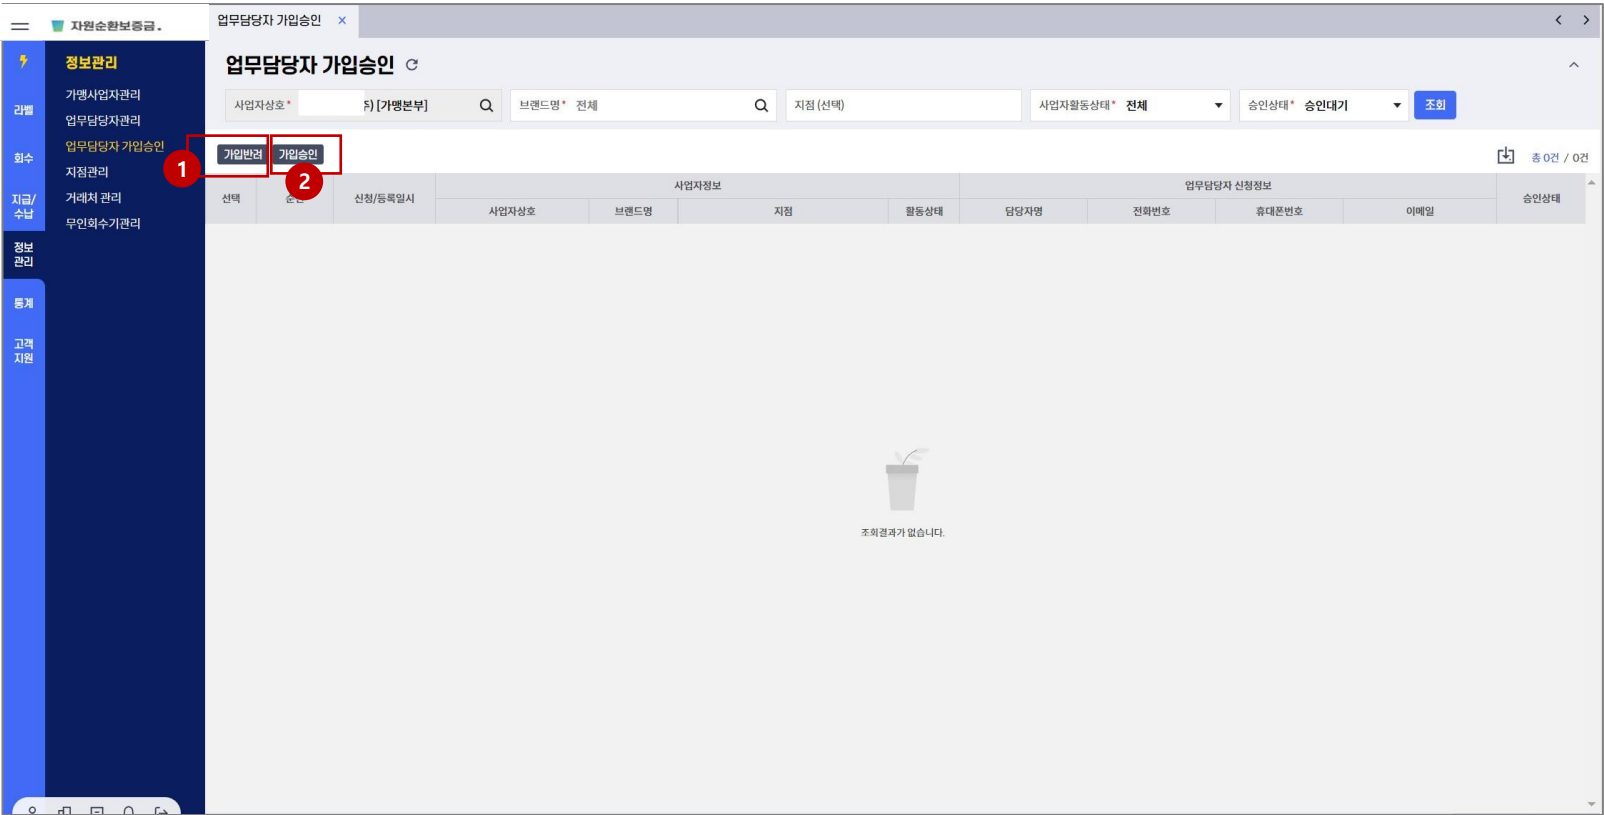 자원순환보증금.
업무담당자 가입승인 ×
정보관리
가맹사업자관리
업무담당자관리
업무담당자 가입승인
지점관리
거래처 관리
무인회수기관리
라벨
회수
지급/
수납
정보
관리
통계
고객
지원
업무담당자 가입승인
사업자상호* 주) [가맹본부]
브랜드명* 전체
지점 (선택)
사업자활동상태* 전체
승인상태* 승인대기
조회
1 가입반려
2 가입승인
총 0건 / 0건
선택
신청/등록일시
사업자정보
업무담당자 신청정보
승인상태
사업자상호
브랜드명
지점
활동상태
담당자명
전화번호
휴대폰번호
이메일
조회결과가 없습니다.